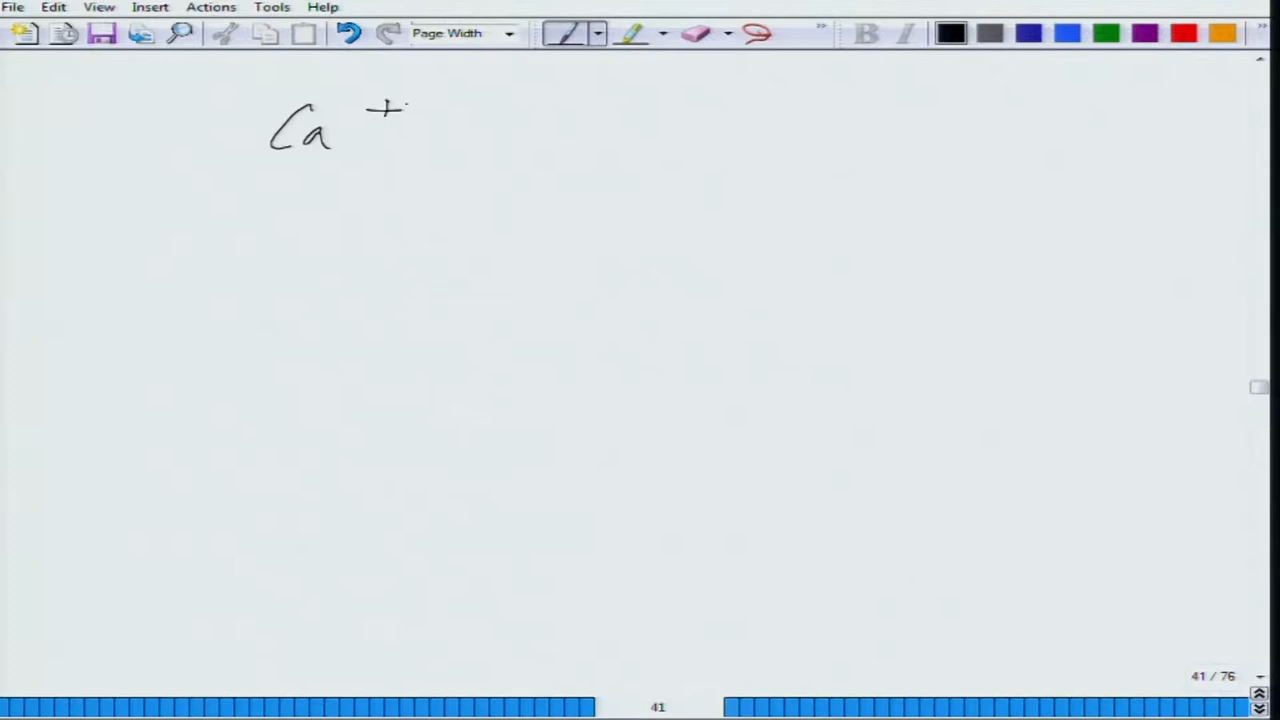 File Edit View Insert Actions Tools Help
Page Width B I
Ca +
41 / 76
41